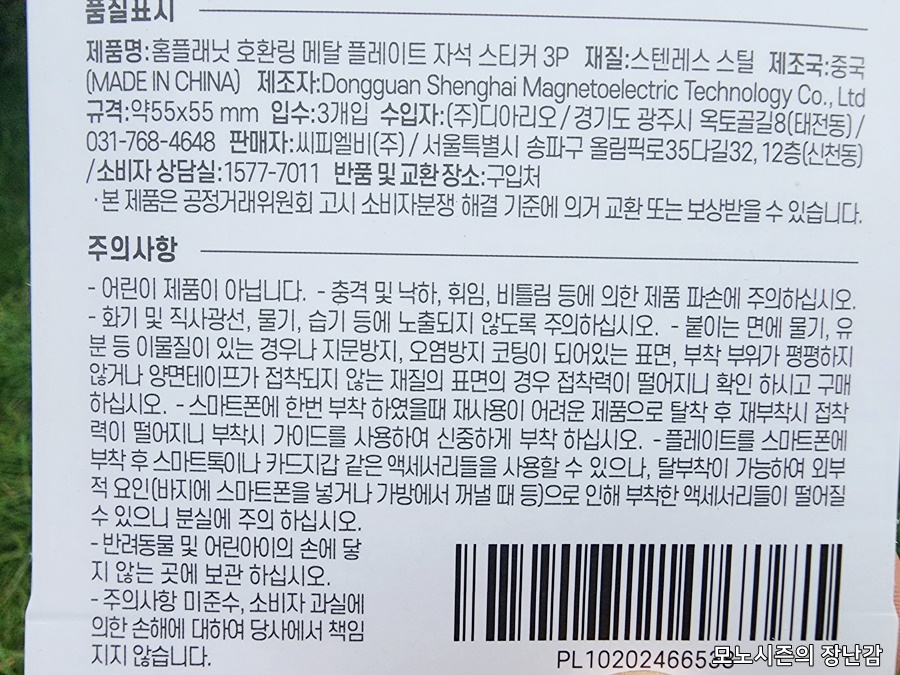 품질표시
제품명:홈플래닛 호환링 메탈 플레이트 자석 스티커 3P 재질:스텐레스 스틸 제조국:중국
(MADE IN CHINA) 제조자:Dongguan Shenghai Magnetoelectric Technology Co., Ltd
규격:약55x55 mm 입수:3개입 수입자:(주)디아리오/경기도 광주시 옥토골길8(태전동)/
031-768-4648 판매자:씨피엘비(주)/서울특별시 송파구 올림픽로35다길32, 12층(신천동)
/소비자 상담실:1577-7011 반품 및 교환 장소:구입처
·본 제품은 공정거래위원회 고시 소비자분쟁 해결 기준에 의거 교환 또는 보상받을 수 있습니다.
주의사항
- 어린이 제품이 아닙니다. - 충격 및 낙하, 휘임, 비틀림 등에 의한 제품 파손에 주의하십시오.
- 화기 및 직사광선, 물기, 습기 등에 노출되지 않도록 주의하십시오. - 붙이는 면에 물기, 유
분 등 이물질이 있는 경우나 지문방지, 오염방지 코팅이 되어있는 표면, 부착 부위가 평평하지
않거나 양면테이프가 접착되지 않는 재질의 표면의 경우 접착력이 떨어지니 확인 하시고 구매
하십시오. - 스마트폰에 한번 부착 하였을때 재사용이 어려운 제품으로 탈착 후 재부착시 접착
력이 떨어지니 부착시 가이드를 사용하여 신중하게 부착 하십시오. - 플레이트를 스마트폰에
부착 후 스마트톡이나 카드지갑 같은 액세서리들을 사용할 수 있으나, 탈부착이 가능하여 외부
적 요인(바지에 스마트폰을 넣거나 가방에서 꺼낼 때 등)으로 인해 부착한 액세서리들이 떨어질
수 있으니 분실에 주의 하십시오.
- 반려동물 및 어린아이의 손에 닿
지 않는 곳에 보관 하십시오.
- 주의사항 미준수, 소비자 과실에
의한 손해에 대하여 당사에서 책임
지지 않습니다.
모노시즌의 장난감